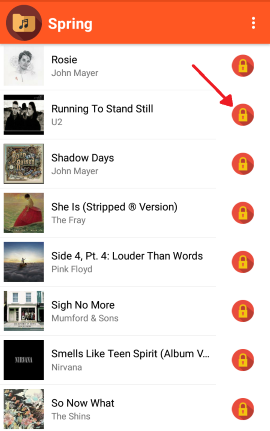 Spring
Rosie
John Mayer
Running To Stand Still
U2
Shadow Days
John Mayer
She Is (Stripped ® Version)
The Fray
Side 4, Pt. 4: Louder Than Words
Pink Floyd
Sigh No More
Mumford & Sons
NIRVANA
Smells Like Teen Spirit (Album V...
Nirvana
So Now What
The Shins